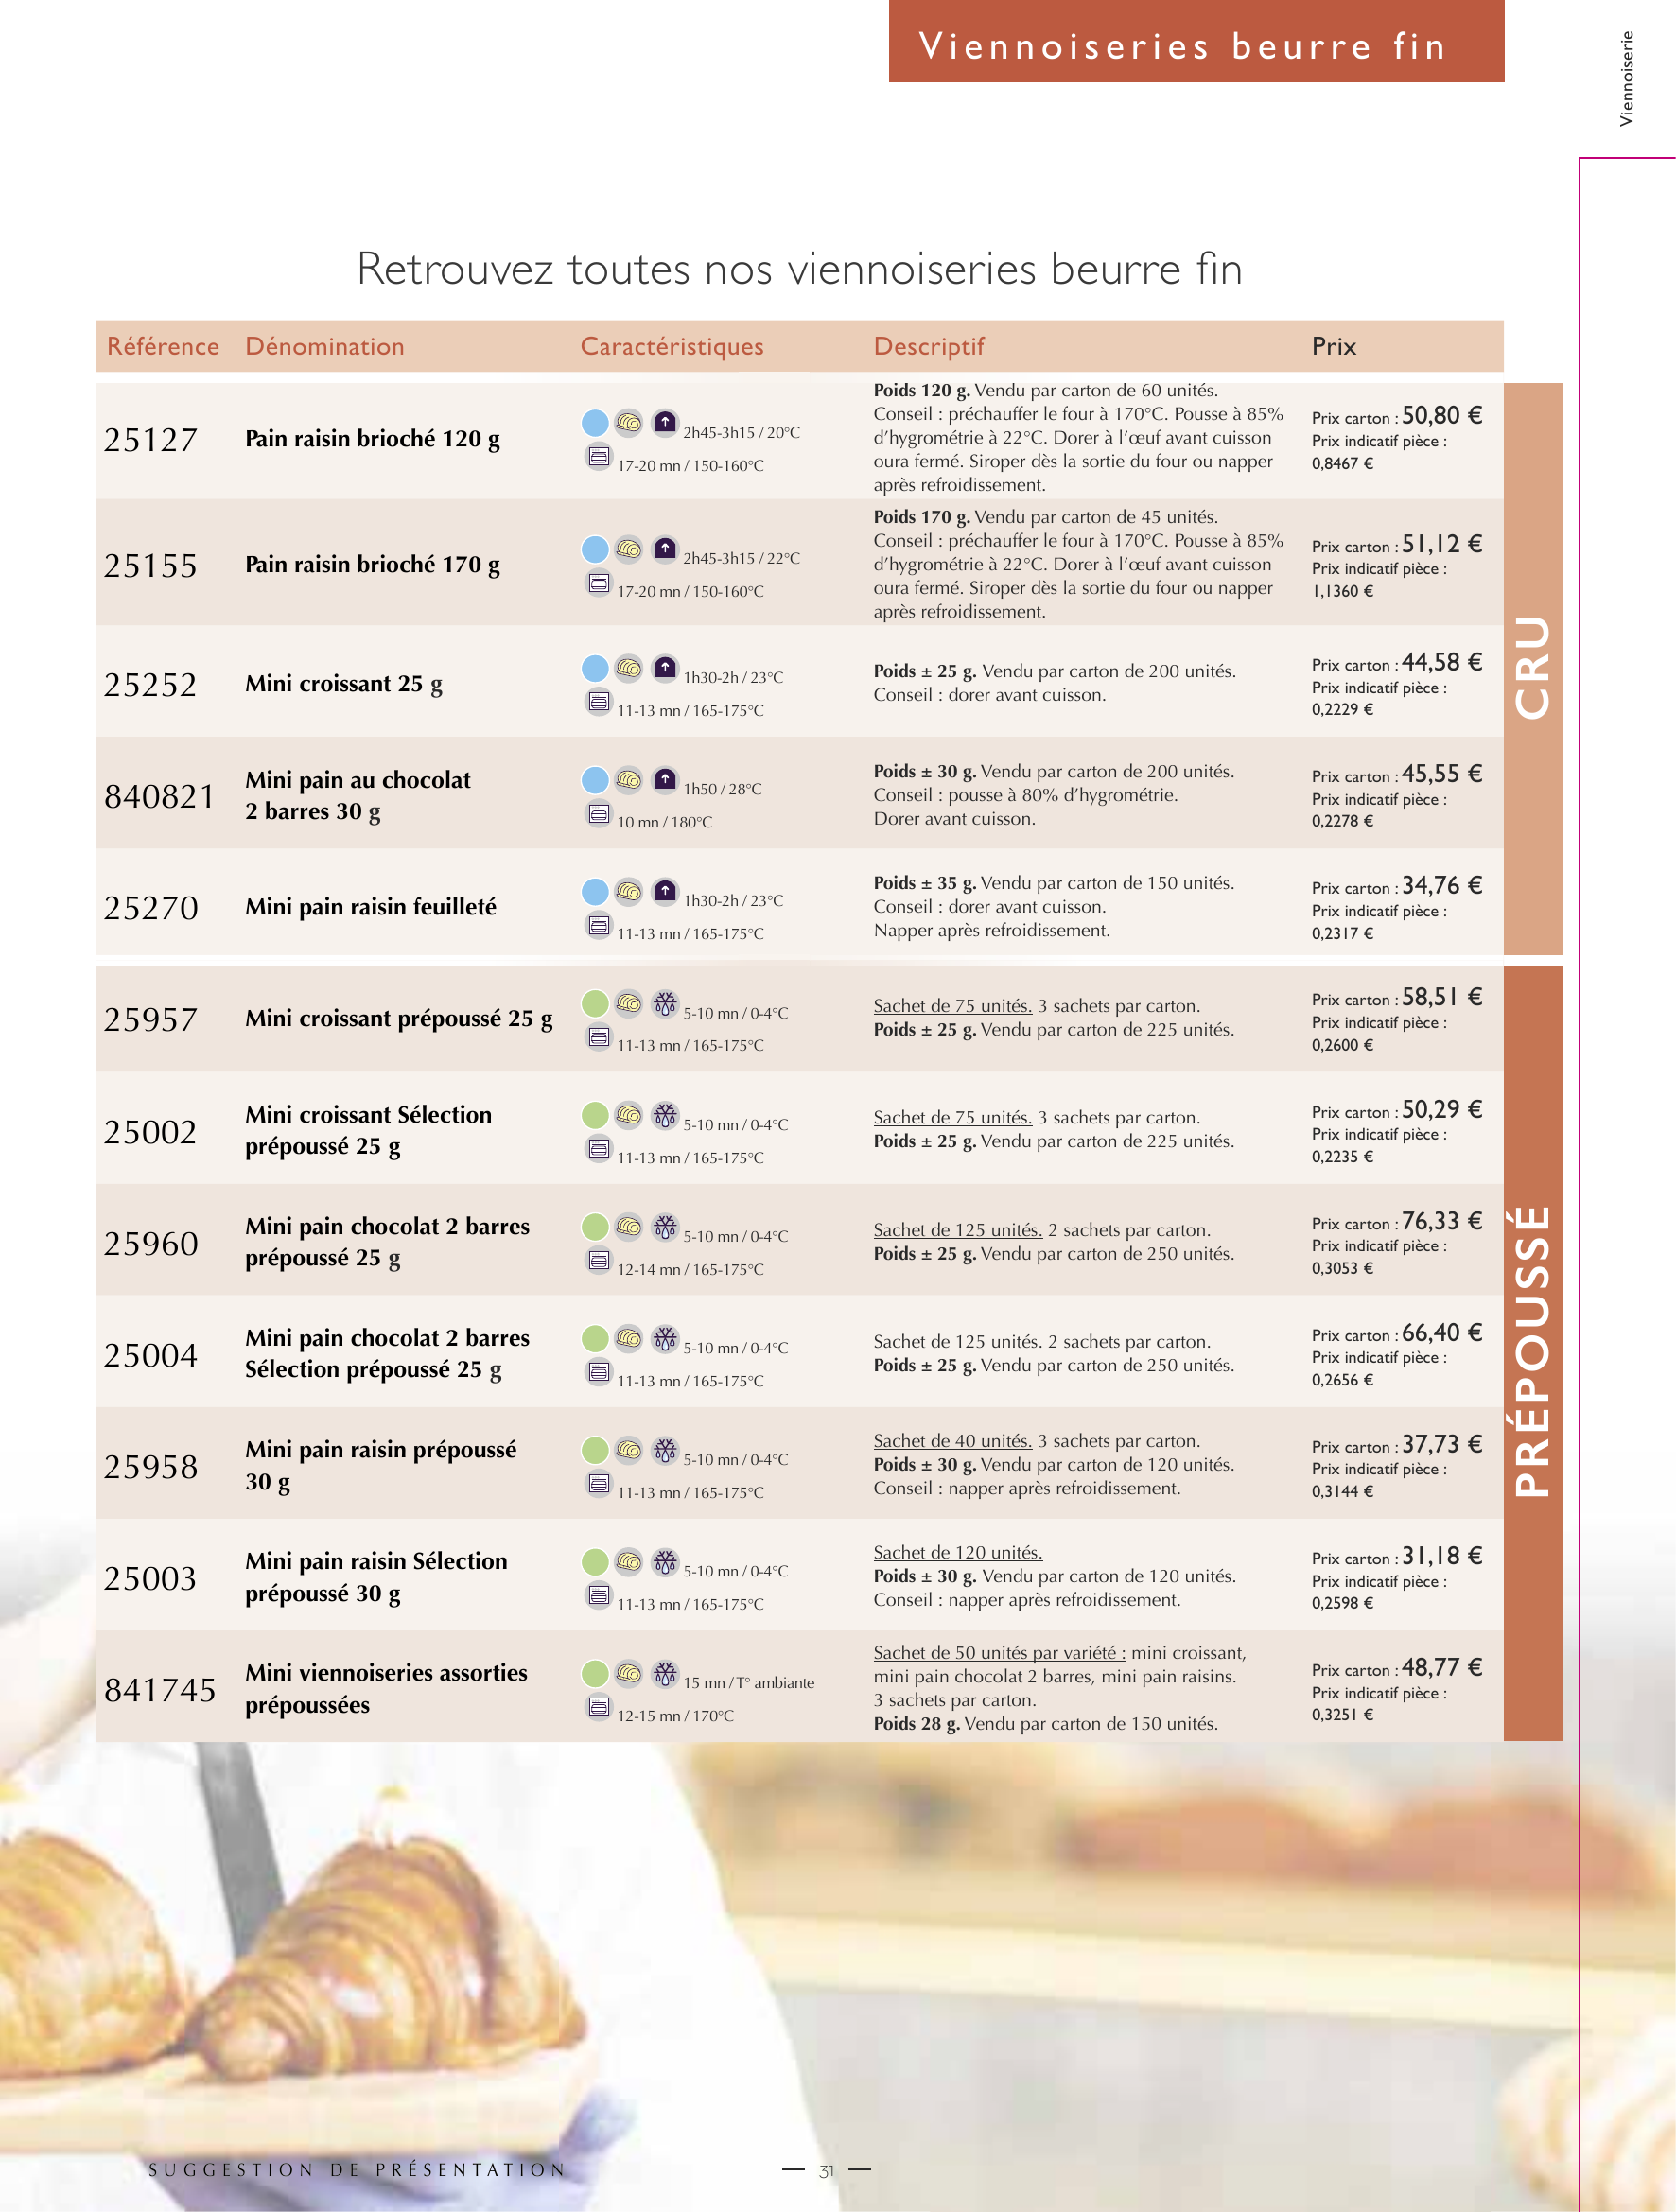 Viennoiseries beurre fin
Viennoiserie
Retrouvez toutes nos viennoiseries beurre fin
Référence Dénomination Caractéristiques Descriptif Prix
CRU
25127
Pain raisin brioché 120 g
2h45-3h15 / 20°C
17-20 mn / 150-160°C
Poids 120 g. Vendu par carton de 60 unités.
Conseil : préchauffer le four à 170°C. Pousse à 85%
d’hygrométrie à 22°C. Dorer à l’œuf avant cuisson
oura fermé. Siroper dès la sortie du four ou napper
après refroidissement.
Prix carton : 50,80 €
Prix indicatif pièce :
0,8467 €
25155
Pain raisin brioché 170 g
2h45-3h15 / 22°C
17-20 mn / 150-160°C
Poids 170 g. Vendu par carton de 45 unités.
Conseil : préchauffer le four à 170°C. Pousse à 85%
d’hygrométrie à 22°C. Dorer à l’œuf avant cuisson
oura fermé. Siroper dès la sortie du four ou napper
après refroidissement.
Prix carton : 51,12 €
Prix indicatif pièce :
1,1360 €
25252
Mini croissant 25 g
1h30-2h / 23°C
11-13 mn / 165-175°C
Poids ± 25 g. Vendu par carton de 200 unités.
Conseil : dorer avant cuisson.
Prix carton : 44,58 €
Prix indicatif pièce :
0,2229 €
840821
Mini pain au chocolat
2 barres 30 g
1h50 / 28°C
10 mn / 180°C
Poids ± 30 g. Vendu par carton de 200 unités.
Conseil : pousse à 80% d’hygrométrie.
Dorer avant cuisson.
Prix carton : 45,55 €
Prix indicatif pièce :
0,2278 €
25270
Mini pain raisin feuilleté
1h30-2h / 23°C
11-13 mn / 165-175°C
Poids ± 35 g. Vendu par carton de 150 unités.
Conseil : dorer avant cuisson.
Napper après refroidissement.
Prix carton : 34,76 €
Prix indicatif pièce :
0,2317 €
PRÉPOUSSÉ
25957
Mini croissant prépoussé 25 g
5-10 mn / 0-4°C
11-13 mn / 165-175°C
Sachet de 75 unités. 3 sachets par carton.
Poids ± 25 g. Vendu par carton de 225 unités.
Prix carton : 58,51 €
Prix indicatif pièce :
0,2600 €
25002
Mini croissant Sélection
prépoussé 25 g
5-10 mn / 0-4°C
11-13 mn / 165-175°C
Sachet de 75 unités. 3 sachets par carton.
Poids ± 25 g. Vendu par carton de 225 unités.
Prix carton : 50,29 €
Prix indicatif pièce :
0,2235 €
25960
Mini pain chocolat 2 barres
prépoussé 25 g
5-10 mn / 0-4°C
12-14 mn / 165-175°C
Sachet de 125 unités. 2 sachets par carton.
Poids ± 25 g. Vendu par carton de 250 unités.
Prix carton : 76,33 €
Prix indicatif pièce :
0,3053 €
25004
Mini pain chocolat 2 barres
Sélection prépoussé 25 g
5-10 mn / 0-4°C
11-13 mn / 165-175°C
Sachet de 125 unités. 2 sachets par carton.
Poids ± 25 g. Vendu par carton de 250 unités.
Prix carton : 66,40 €
Prix indicatif pièce :
0,2656 €
25958
Mini pain raisin prépoussé
30 g
5-10 mn / 0-4°C
11-13 mn / 165-175°C
Sachet de 40 unités. 3 sachets par carton.
Poids ± 30 g. Vendu par carton de 120 unités.
Conseil : napper après refroidissement.
Prix carton : 37,73 €
Prix indicatif pièce :
0,3144 €
25003
Mini pain raisin Sélection
prépoussé 30 g
5-10 mn / 0-4°C
11-13 mn / 165-175°C
Sachet de 120 unités.
Poids ± 30 g. Vendu par carton de 120 unités.
Conseil : napper après refroidissement.
Prix carton : 31,18 €
Prix indicatif pièce :
0,2598 €
841745
Mini viennoiseries assorties
prépoussées
15 mn / T° ambiante
12-15 mn / 170°C
Sachet de 50 unités par variété : mini croissant,
mini pain chocolat 2 barres, mini pain raisins.
3 sachets par carton.
Poids 28 g. Vendu par carton de 150 unités.
Prix carton : 48,77 €
Prix indicatif pièce :
0,3251 €
SUGGESTION DE PRÉSENTATION
— 31 —